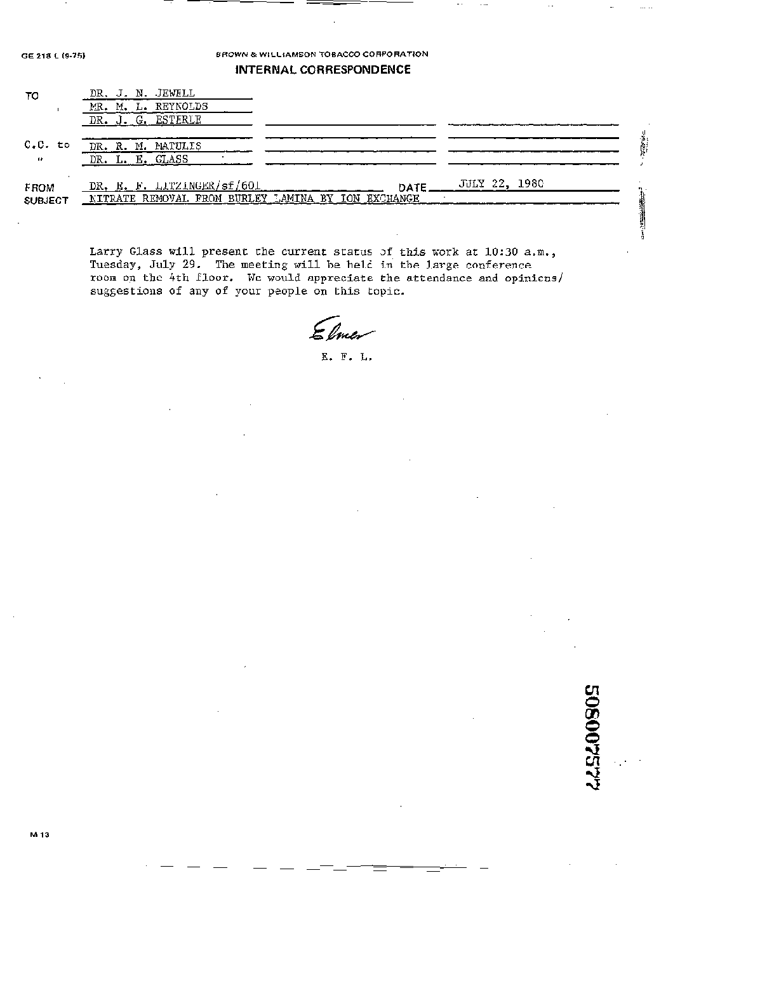 GE 218 L (9-75)
BROWN & WILLIAMSON TOBACCO CORPORATION
INTERNAL CORRESPONDENCE
TO DR. J. N. JEWELL
MR. M. L. REYNOLDS
DR. J. G. ESTERLE
C.C. to DR. R. M. MATULIS
" DR. L. E. GLASS
FROM DR. E. F. LITZINGER/sf/601 DATE JULY 22, 1980
SUBJECT NITRATE REMOVAL FROM BURLEY LAMINA BY ION EXCHANGE
Larry Glass will present the current status of this work at 10:30 a.m.,
Tuesday, July 29. The meeting will be held in the large conference
room on the 4th floor. We would appreciate the attendance and opinions/
suggestions of any of your people on this topic.
Elmer
E. F. L.
508007577
M 13